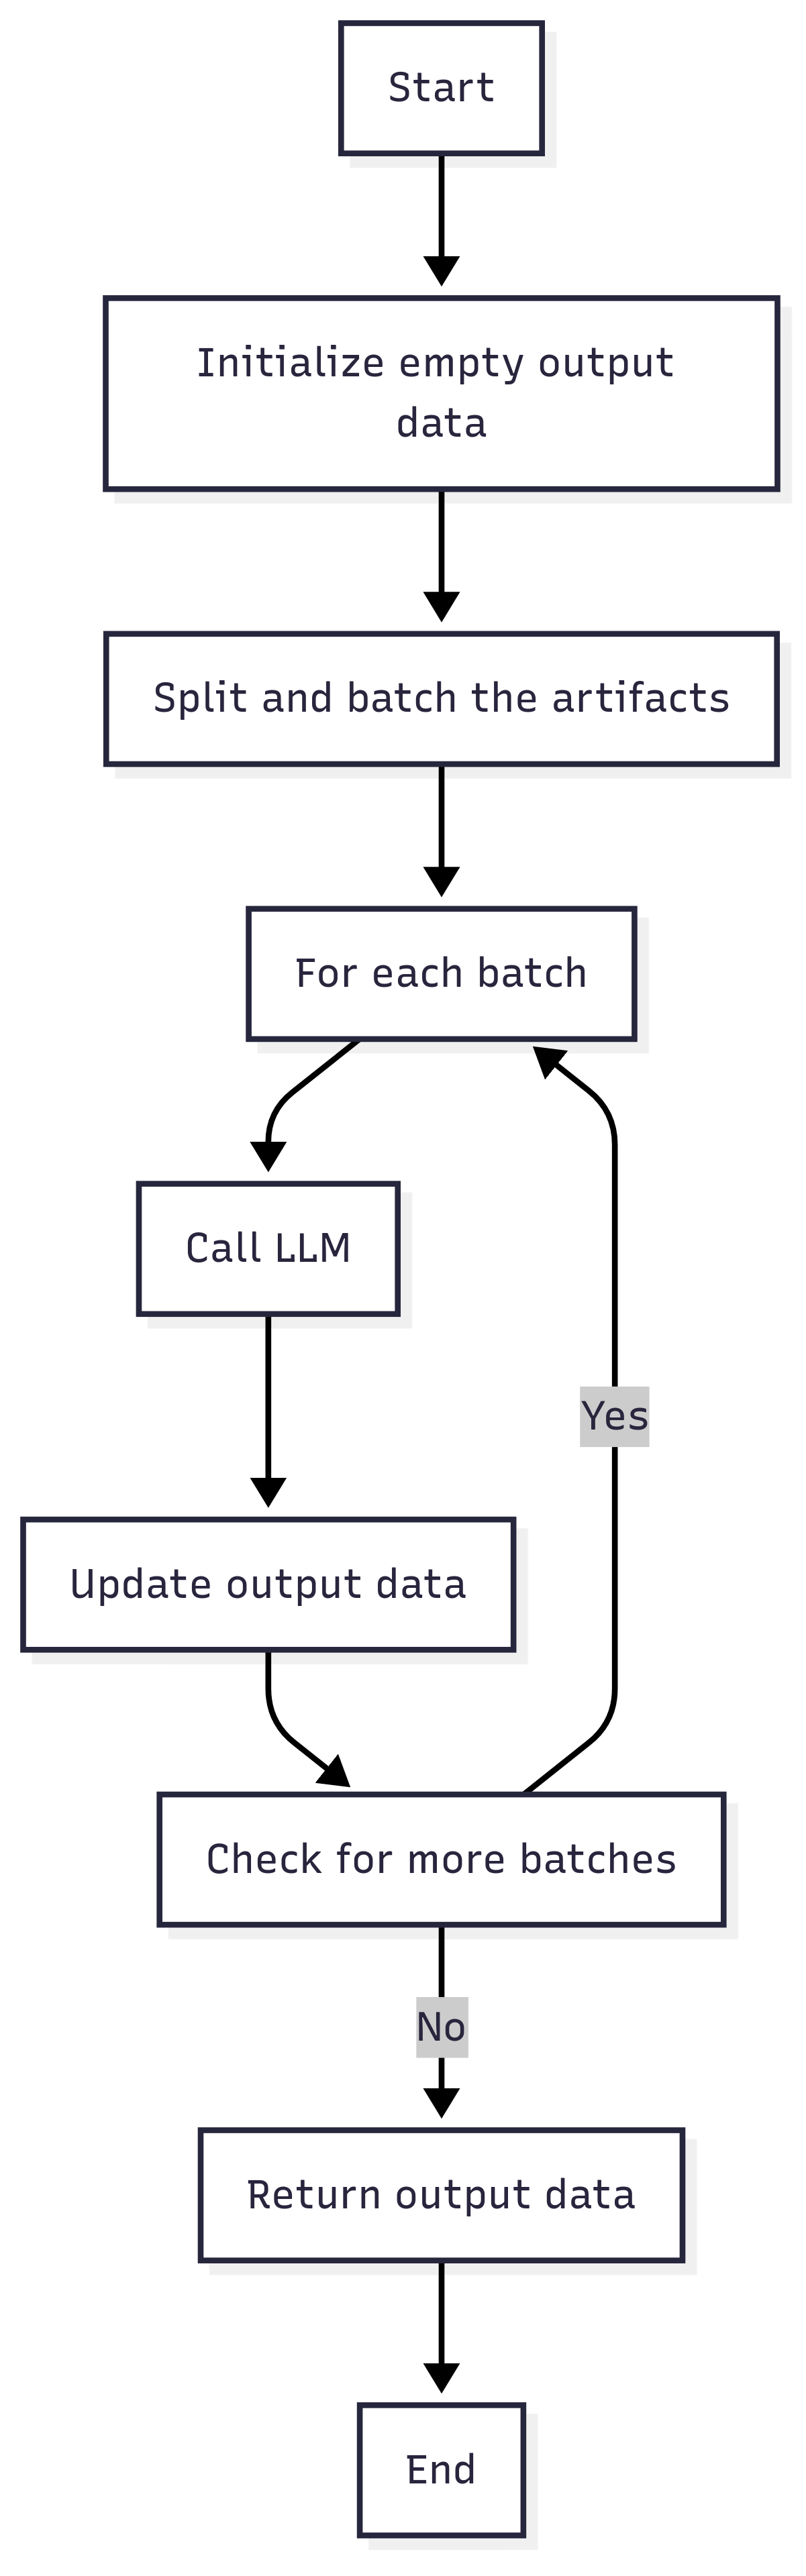 Start
Initialize empty output
data
Split and batch the artifacts
For each batch
Call LLM
Yes
Update output data
Check for more batches
No
Return output data
End